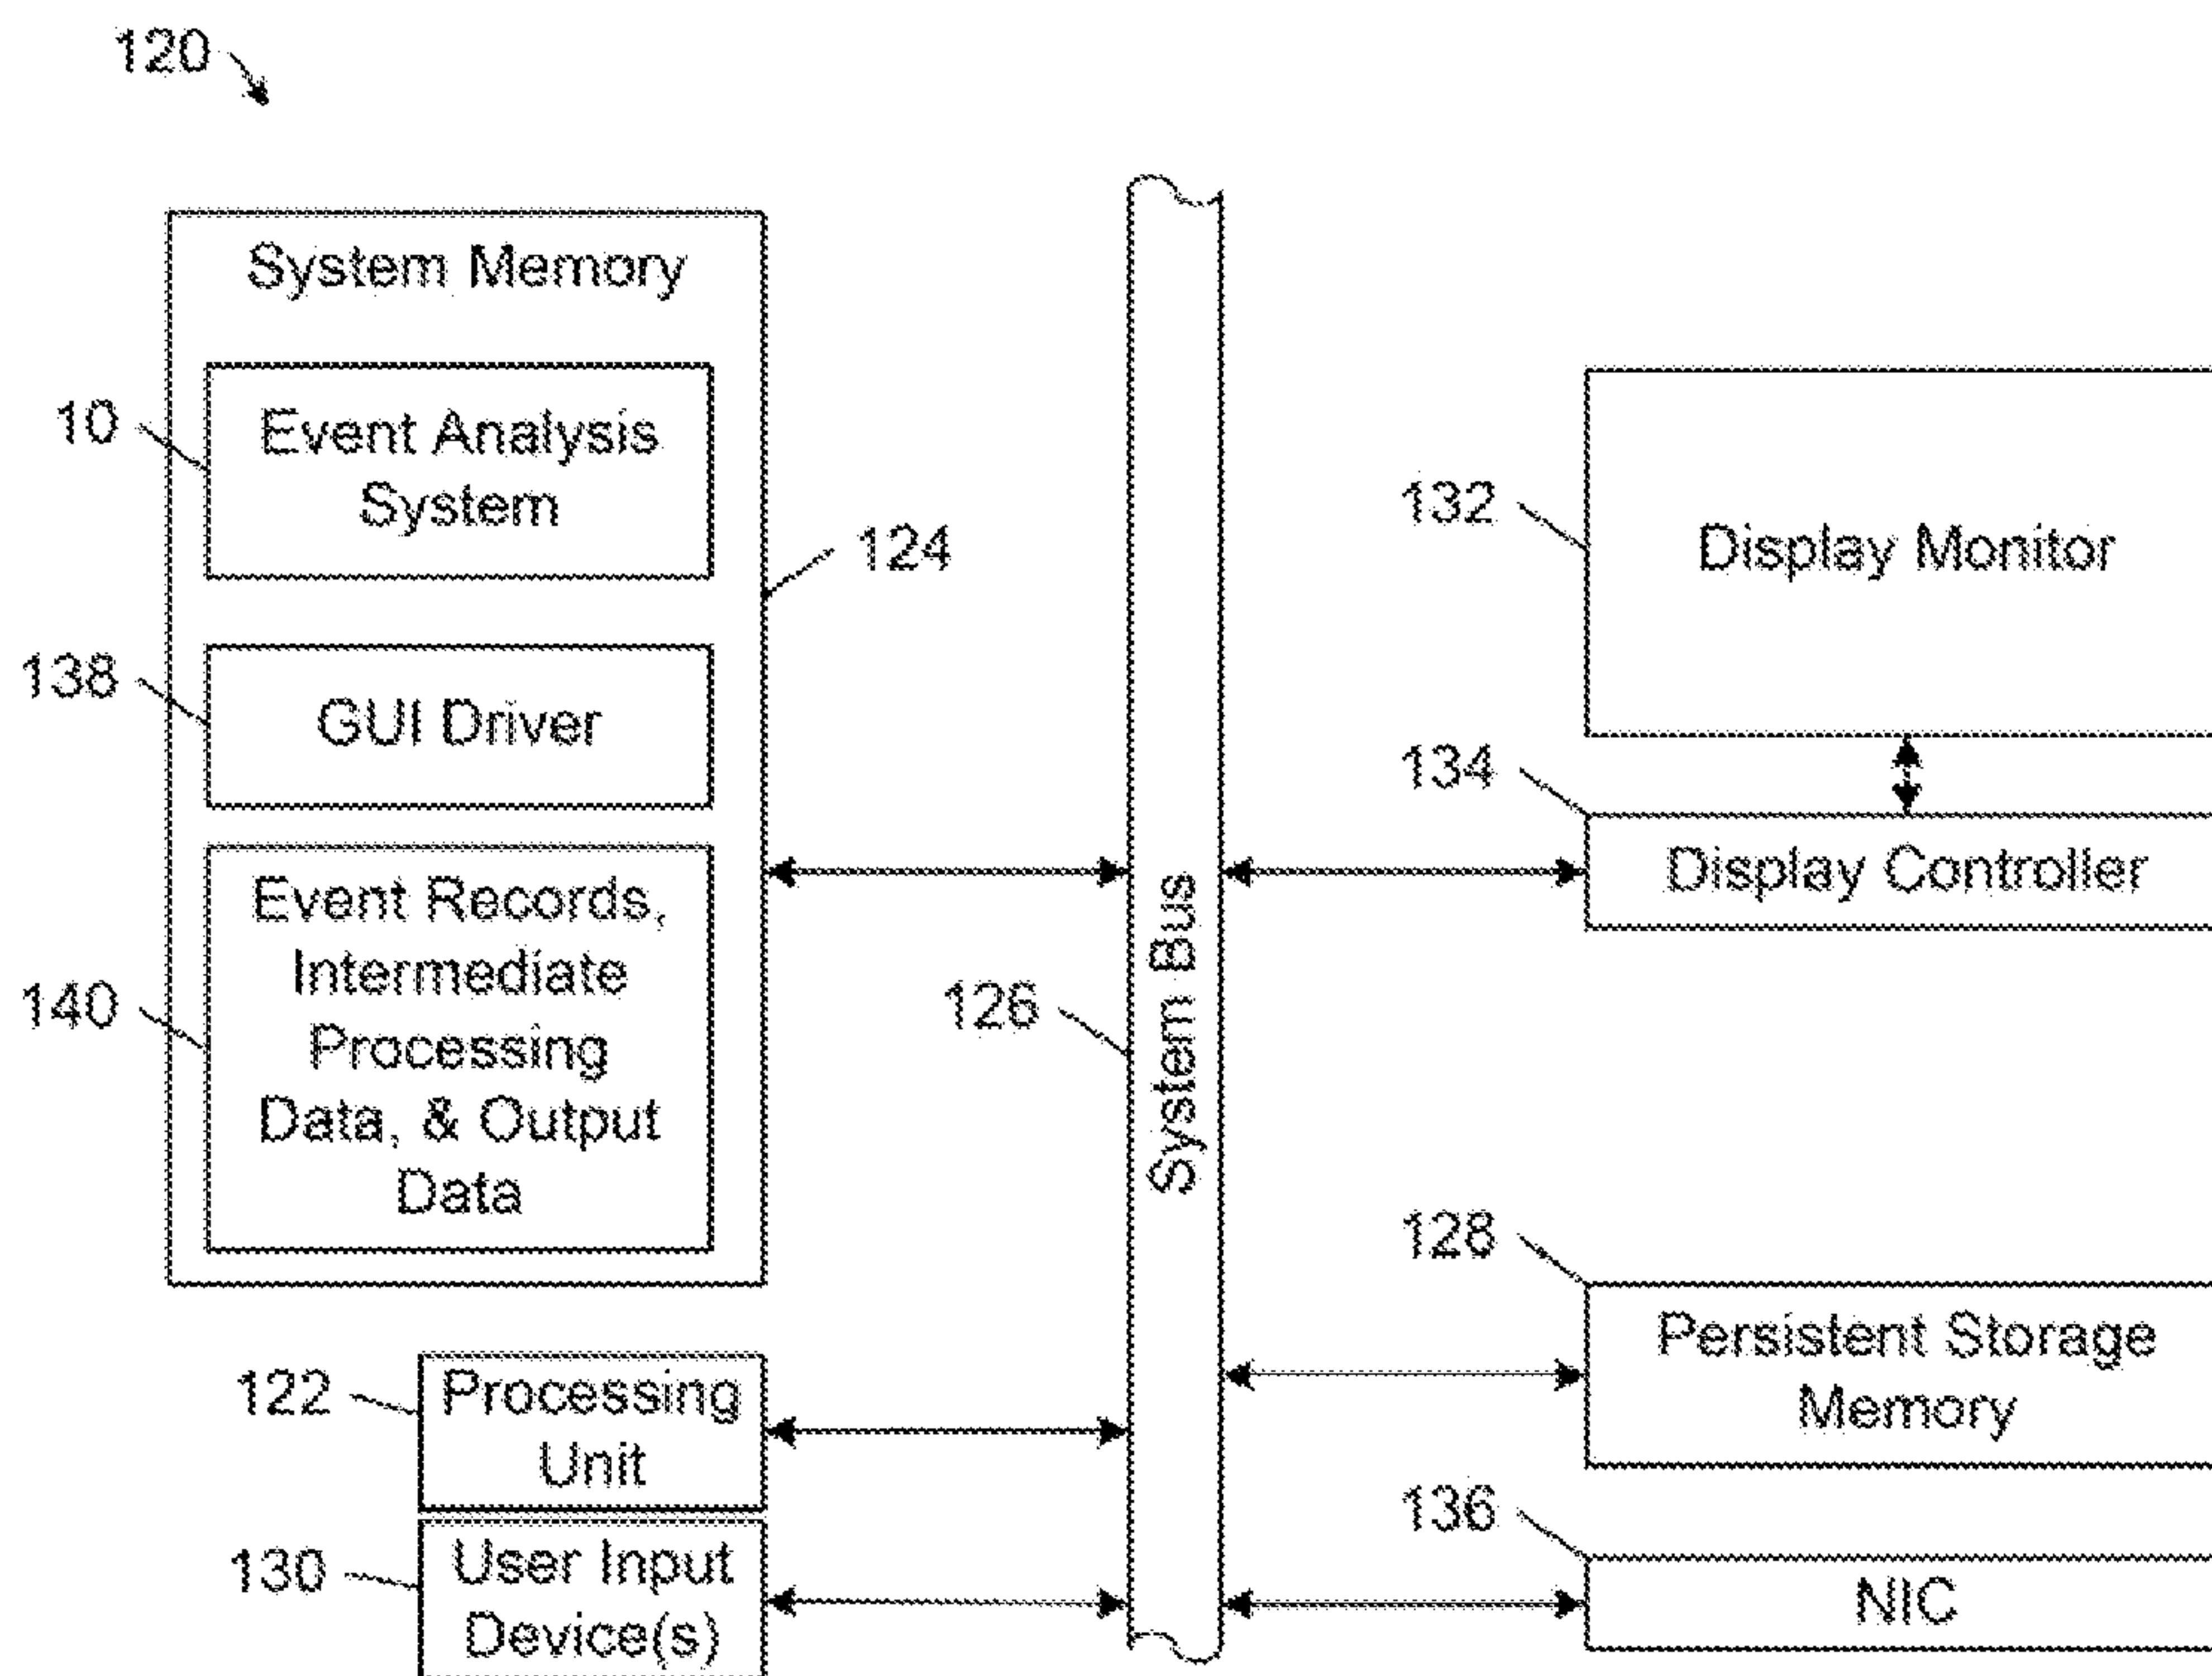 120
System Memory
10
Event Analysis
System
124
138
GUI Driver
140
Event Records,
Intermediate
Processing
Data, & Output
Data
122
Processing
Unit
130
User Input
Device(s)
126
System Bus
132
Display Monitor
134
Display Controller
128
Persistent Storage
Memory
136
NIC